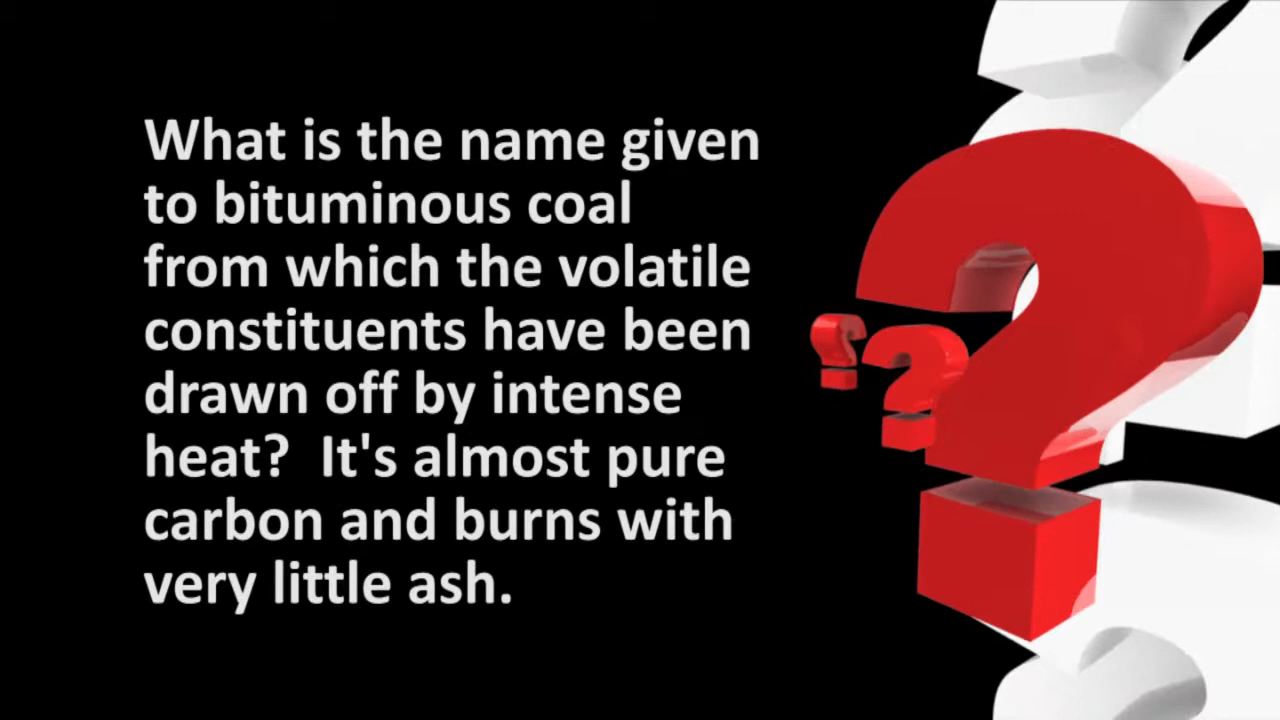 What is the name given
to bituminous coal
from which the volatile
constituents have been
drawn off by intense
heat?  It's almost pure
carbon and burns with
very little ash.